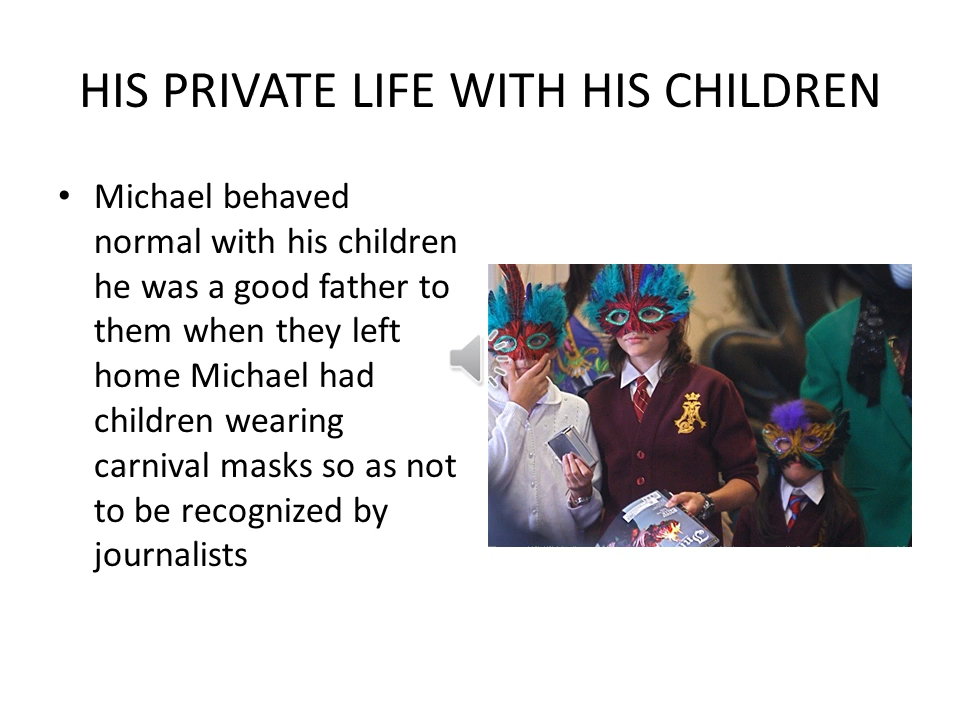 HIS PRIVATE LIFE WITH HIS CHILDREN
• Michael behaved
normal with his children
he was a good father to
them when they left
home Michael had
children wearing
carnival masks so as not
to be recognized by
journalists